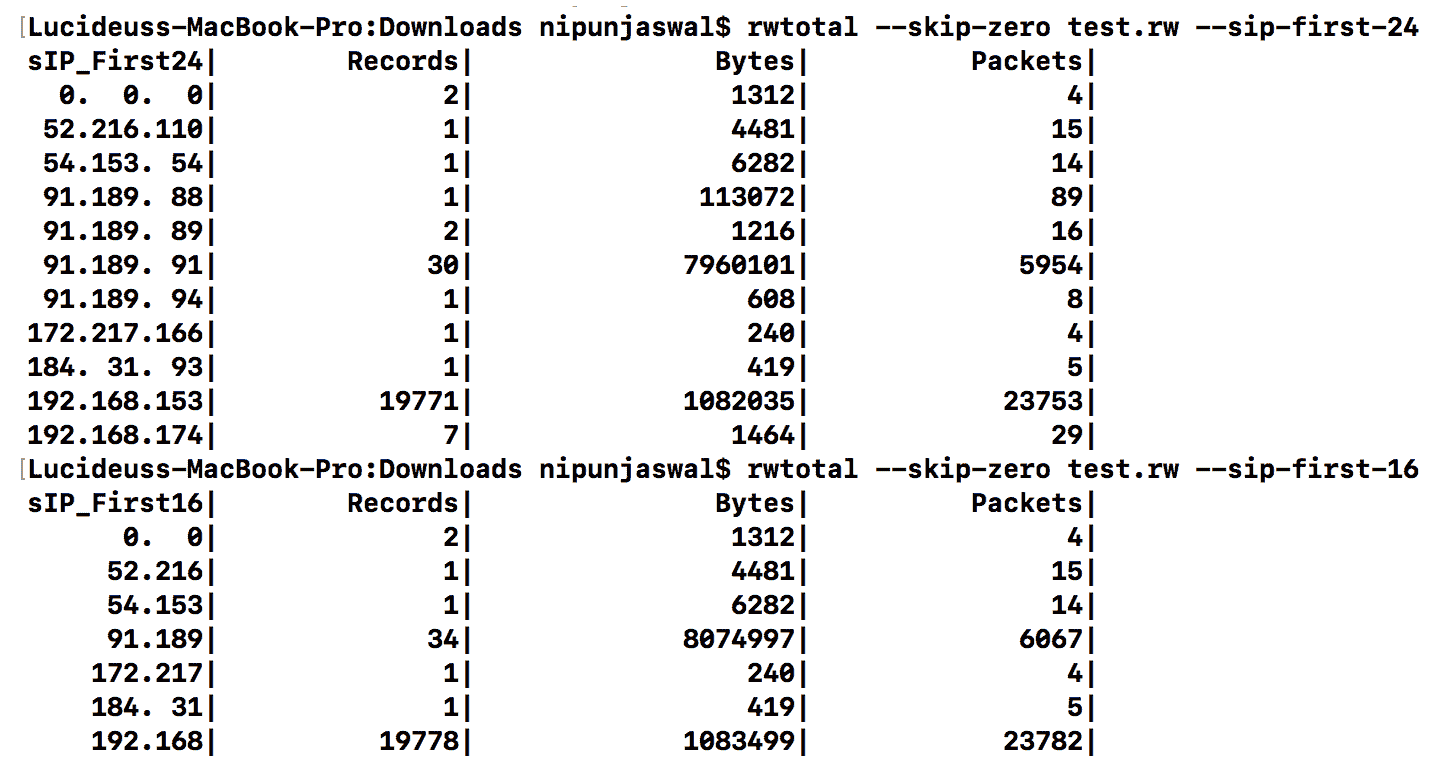 [Lucideuss-MacBook-Pro:Downloads nipunjaswal$ rwtotal --skip-zero test.rw --sip-first-24
sIP_First24|        Records|               Bytes|          Packets|
  0.  0.  0|              2|                1312|                4|
 52.216.110|              1|                4481|               15|
 54.153. 54|              1|                6282|               14|
 91.189. 88|              1|              113072|               89|
 91.189. 89|              2|                1216|               16|
 91.189. 91|             30|             7960101|             5954|
 91.189. 94|              1|                 608|                8|
172.217.166|              1|                 240|                4|
184. 31. 93|              1|                 419|                5|
192.168.153|          19771|             1082035|            23753|
192.168.174|              7|                1464|               29|
[Lucideuss-MacBook-Pro:Downloads nipunjaswal$ rwtotal --skip-zero test.rw --sip-first-16
sIP_First16|        Records|               Bytes|          Packets|
      0.  0|              2|                1312|                4|
     52.216|              1|                4481|               15|
     54.153|              1|                6282|               14|
     91.189|             34|             8074997|             6067|
    172.217|              1|                 240|                4|
    184. 31|              1|                 419|                5|
    192.168|          19778|             1083499|            23782|